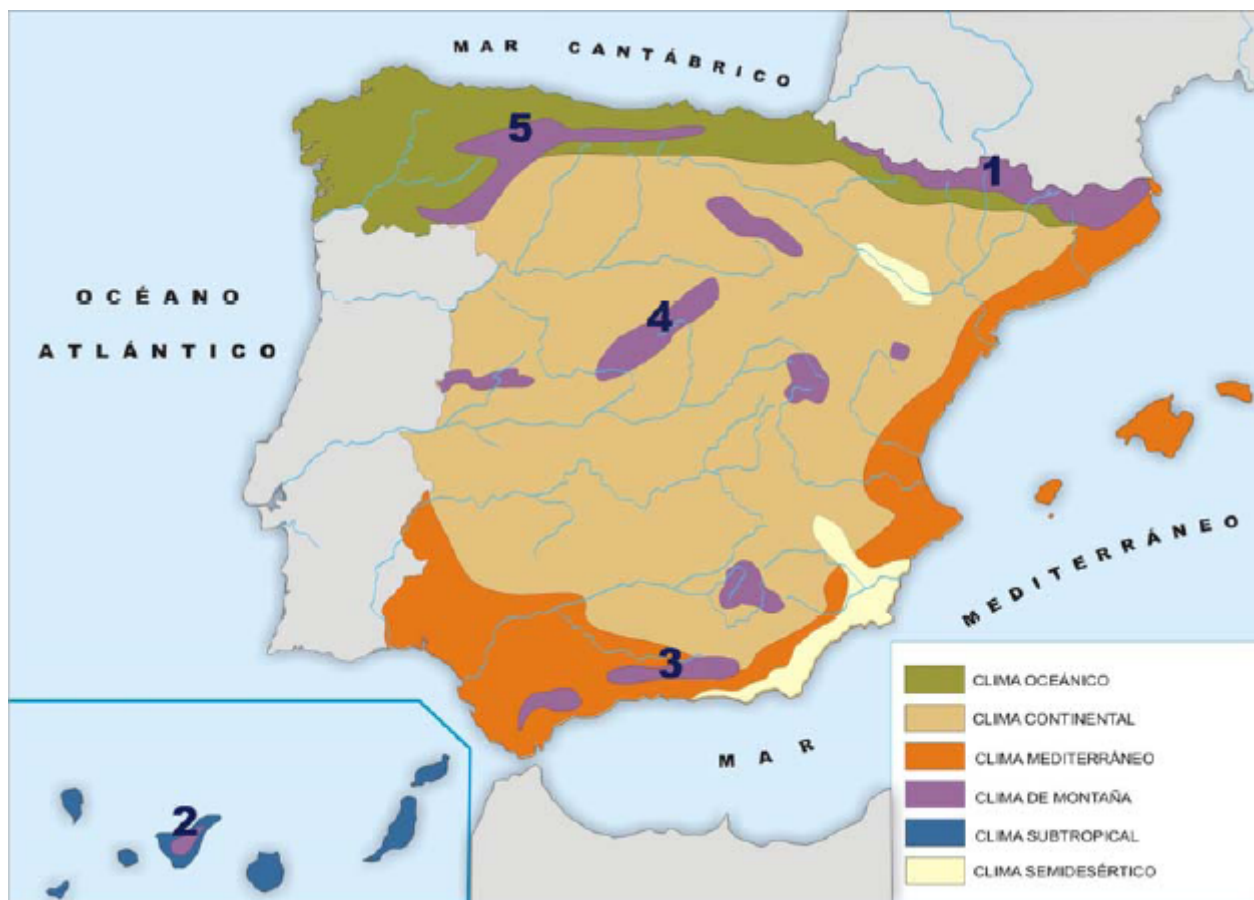 MAR CANTÁBRICO
5
1
OCÉANO
ATLÁNTICO
4
MEDITERRÁNEO
3
MAR
2
CLIMA OCEÁNICO
CLIMA CONTINENTAL
CLIMA MEDITERRÁNEO
CLIMA DE MONTAÑA
CLIMA SUBTROPICAL
CLIMA SEMIDESÉRTICO